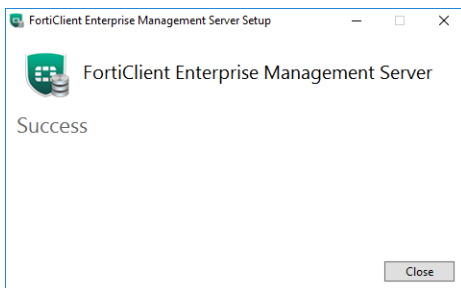 FortiClient Enterprise Management Server Setup
FortiClient Enterprise Management Server
Success
Close